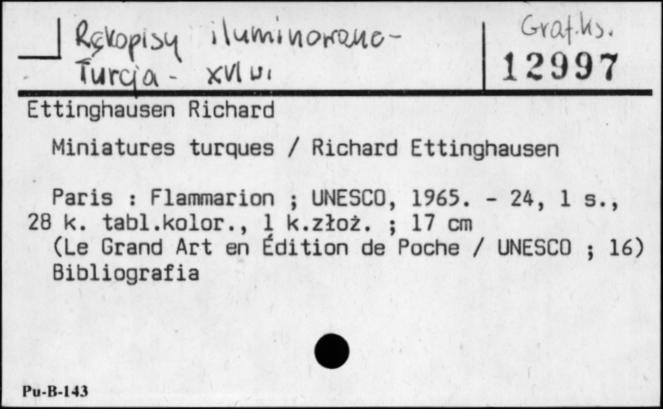 Rękopisy iluminowane -
Turcja - XVI w.
Graf.Ks.
12997
Ettinghausen Richard
Miniatures turques / Richard Ettinghausen
Paris : Flammarion ; UNESCO, 1965. - 24, 1 s.,
28 k. tabl.kolor., 1 k.złoż. ; 17 cm
(Le Grand Art en Édition de Poche / UNESCO ; 16)
Bibliografia
Pu-B-143